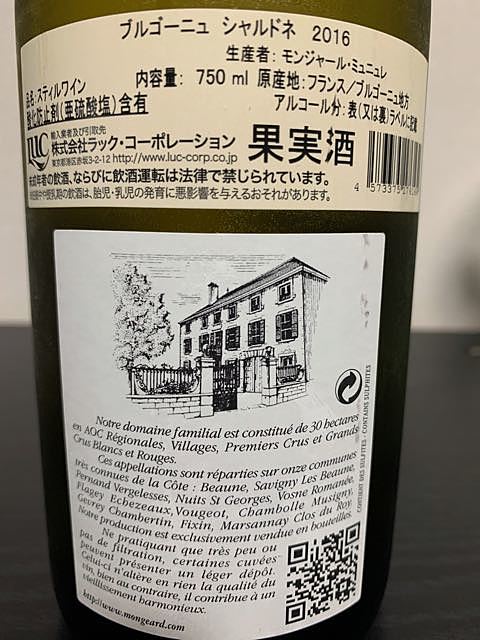 ブルゴーニュ シャルドネ 2016
生産者: モンジャール・ミュニュレ
品名: スティルワイン 内容量: 750 ml 原産地: フランス/ブルゴーニュ地方
酸化防止剤(亜硫酸塩)含有 アルコール分: 表(又は裏)ラベルに記載
LUC 輸入業者及び引取先
株式会社ラック・コーポレーション 果実酒
東京都港区赤坂3-2-12 http://www.luc-corp.co.jp
未成年者の飲酒、ならびに飲酒運転は法律で禁じられています。
妊娠中や授乳期の飲酒は、胎児・乳児の発育に悪影響を与えるおそれがあります。
Notre domaine familial est constitué de 30 hectares
en AOC Régionales, Villages, Premiers Crus et Grands
Crus Blancs et Rouges.
Ces appellations sont réparties sur onze communes
très connues de la Côte : Beaune, Savigny Les Beaune,
Pernand Vergelesses, Nuits St Georges, Vosne Romanée,
Flagey Echezeaux, Vougeot, Chambolle Musigny,
Gevrey Chambertin, Fixin, Marsannay Clos du Roy.
Notre production est exclusivement vendue en bouteilles.
Ne pratiquant que très peu ou
pas de filtration, certaines cuvées
peuvent présenter un léger dépôt.
Celui-ci n'altère en rien la qualité du
vin, bien au contraire, il contribue à un
vieillissement harmonieux.
http://www.mongeard.com
CONTIENT DES SULFITES - CONTAINS SULPHITES